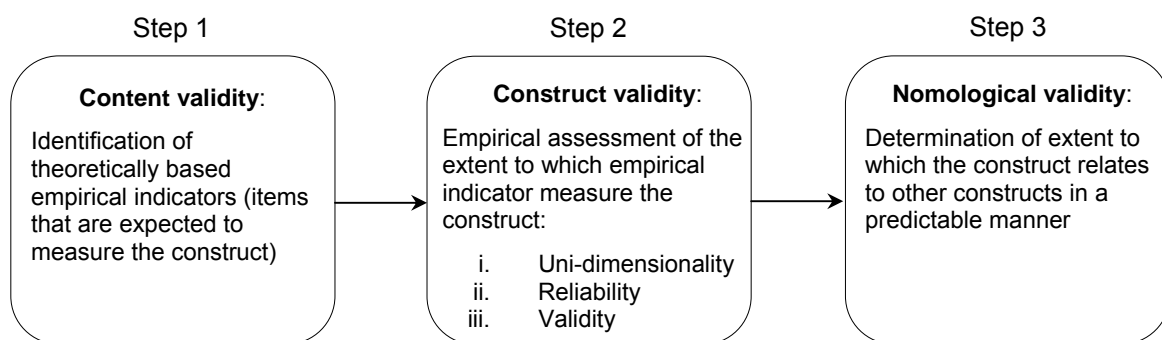 Step 1
Content validity:
Identification of
theoretically based
empirical indicators (items
that are expected to
measure the construct)
Step 2
Construct validity:
Empirical assessment of the
extent to which empirical
indicator measure the
construct:
i. Uni-dimensionality
ii. Reliability
iii. Validity
Step 3
Nomological validity:
Determination of extent to
which the construct relates
to other constructs in a
predictable manner